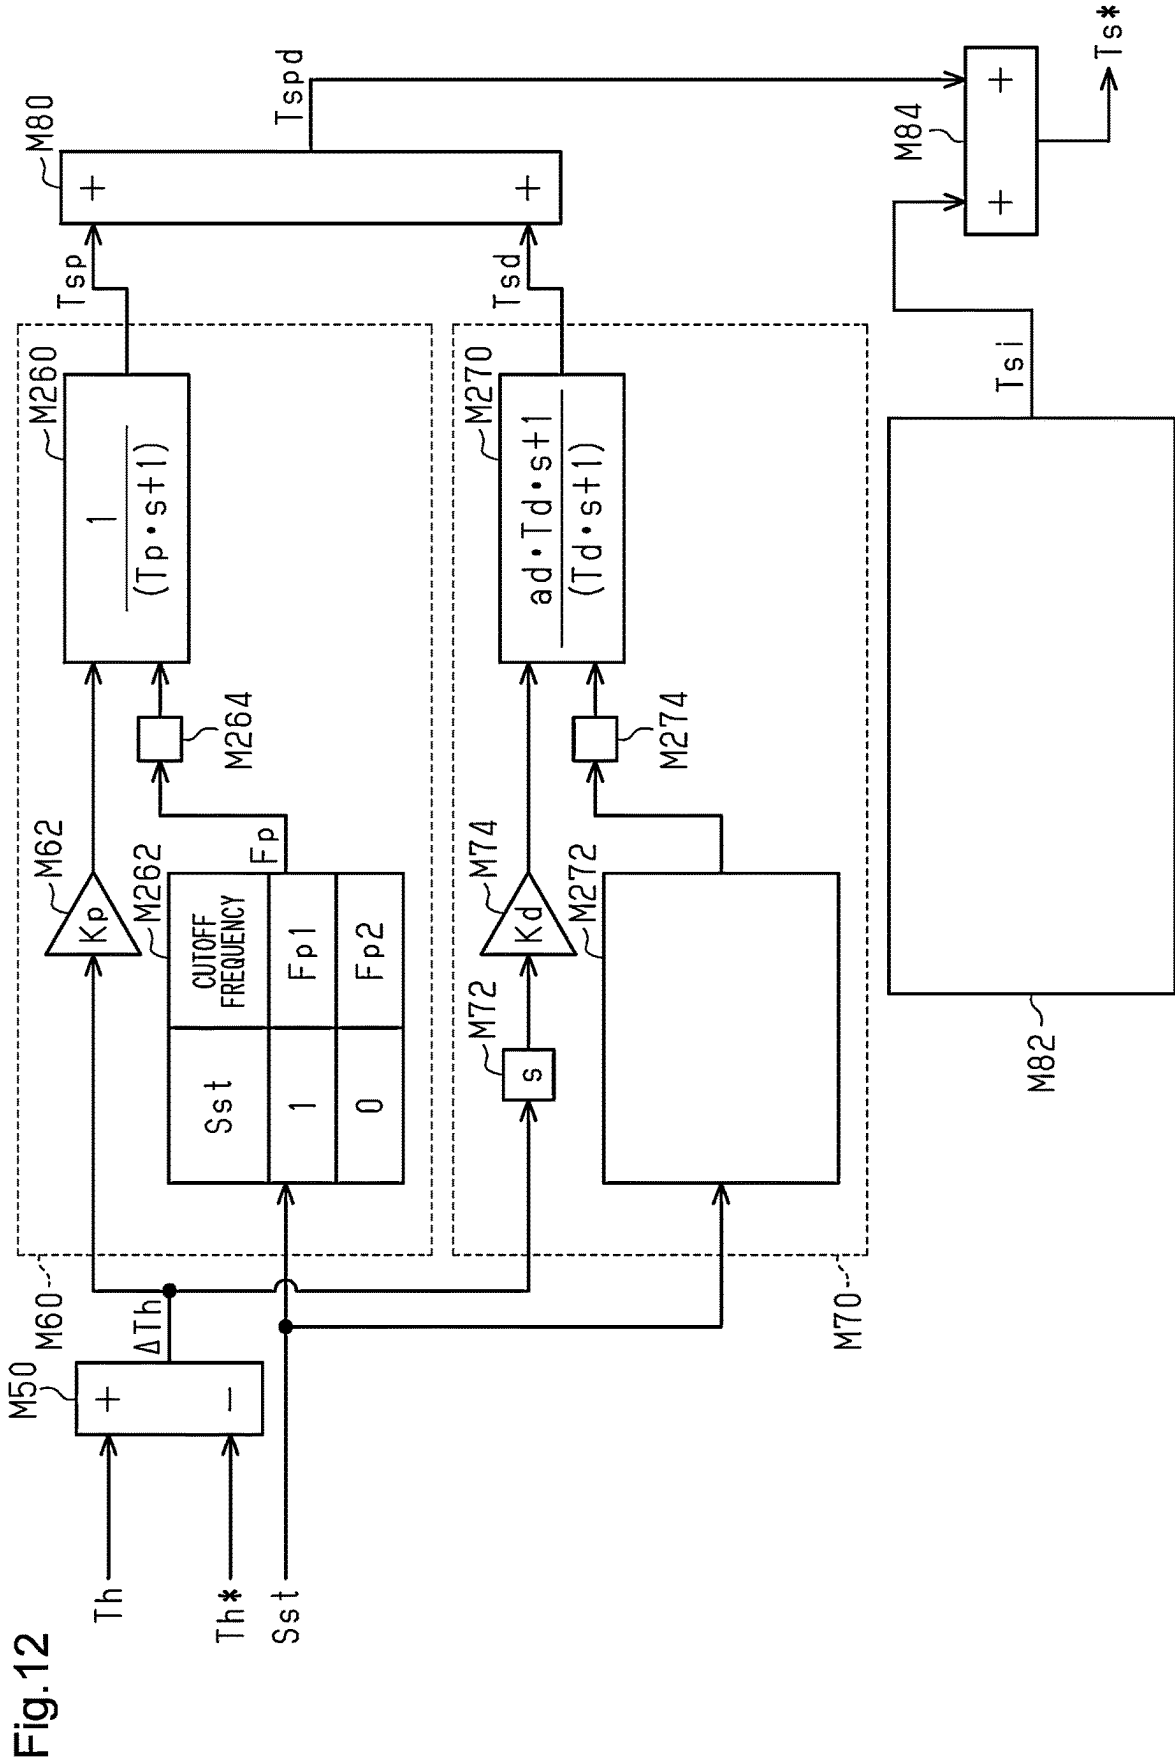 Fig.12
Th
Th*
Sst
M50
+
−
ΔTh
M60
M62
Kp
M262
Sst
CUTOFF
FREQUENCY
1
Fp1
0
Fp2
Fp
M264
M260
1
(Tp·s+1)
Tsp
M70
M72
s
M74
Kd
M272
M274
M270
ad·Td·s+1
(Td·s+1)
Tsd
M80
+
+
Tspd
M82
Tsi
M84
+
+
Ts*